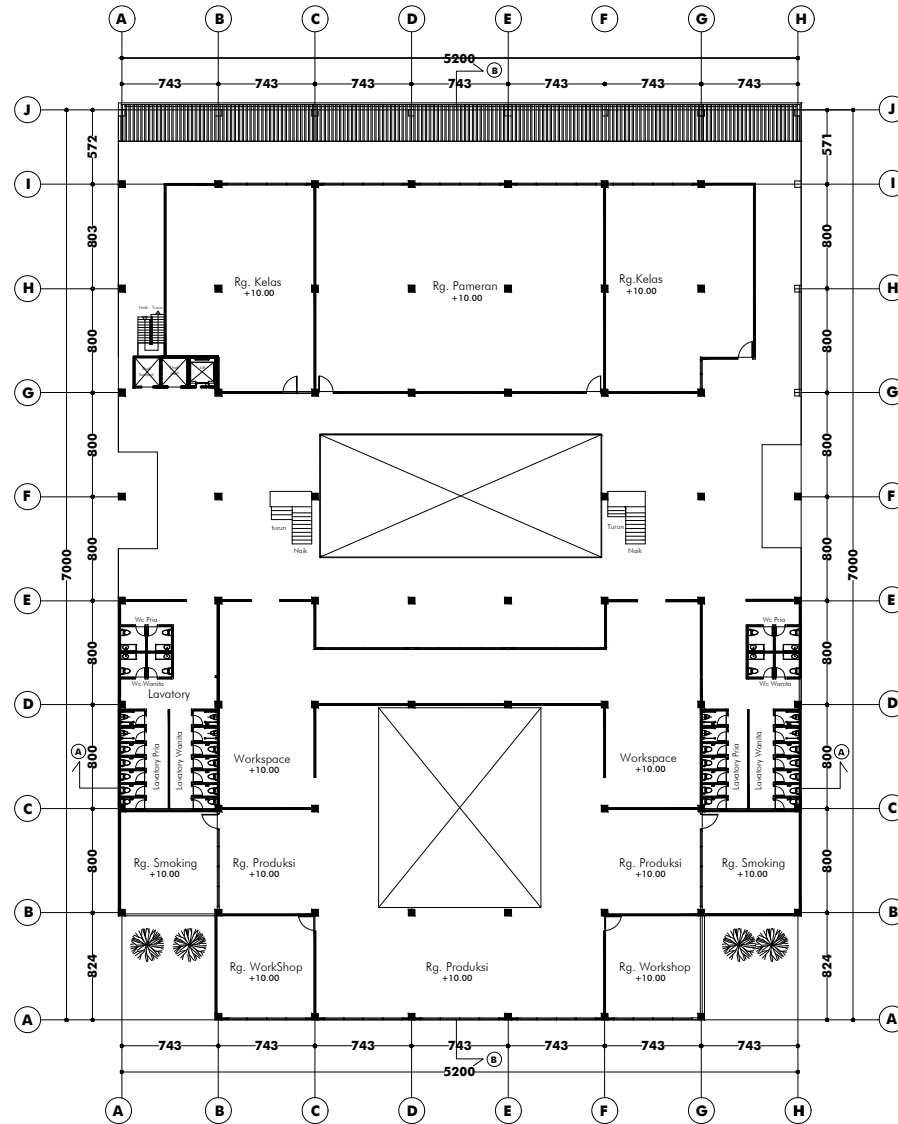 A B C D E F G H
5200
B
743 743 743 743 743 743 743
J J
572 571
I I
803 800
Rg. Kelas
+10.00
Rg. Pameran
+10.00
Rg.Kelas
+10.00
H H
Naik Turun
800 800
G G
800 800
F F
turun
Naik
Turun
Naik
7000 7000
800 800
E E
Wc Pria Wc Pria
800 800
Wc Wanita Wc Wanita
Lavatory
D D
Lavatory Pria
Lavatory Wanita
Lavatory Pria
Lavatory Wanita
A A
800 800
Workspace
+10.00
Workspace
+10.00
C C
800 800
Rg. Smoking
+10.00
Rg. Produksi
+10.00
Rg. Produksi
+10.00
Rg. Smoking
+10.00
B B
824 824
Rg. WorkShop
+10.00
Rg. Produksi
+10.00
Rg. Workshop
+10.00
A A
743 743 743 743 743 743 743
B
5200
A B C D E F G H